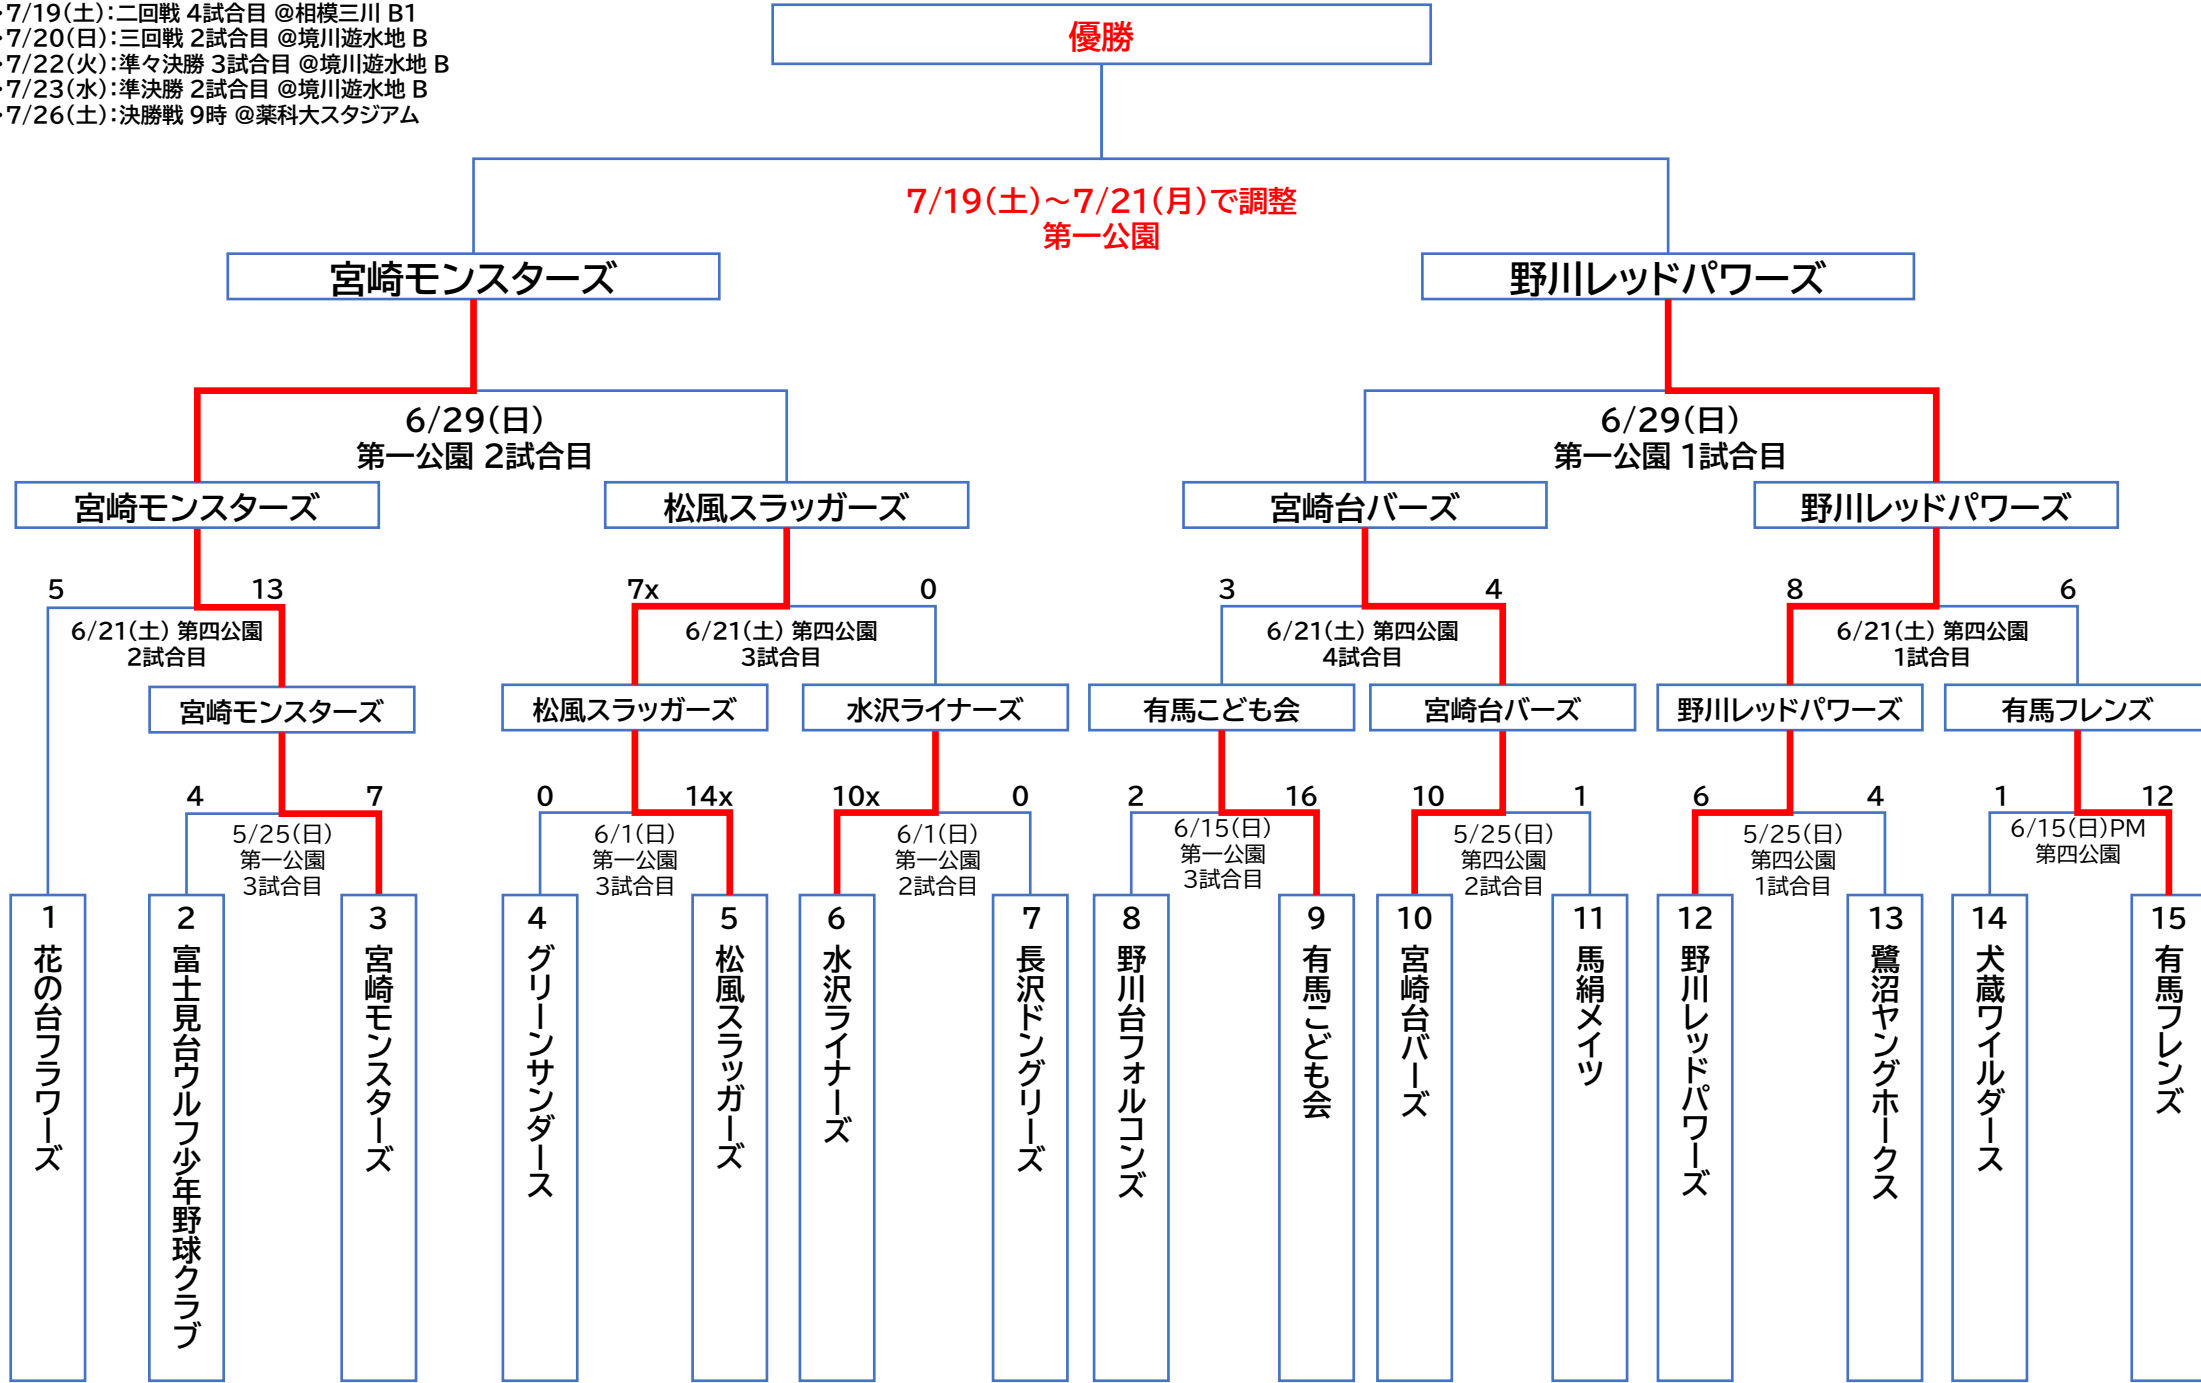 ・7/19(土):二回戦 4試合目 @相模三川 B1
・7/20(日):三回戦 2試合目 @境川遊水地 B
・7/22(火):準々決勝 3試合目 @境川遊水地 B
・7/23(水):準決勝 2試合目 @境川遊水地 B
・7/26(土):決勝戦 9時 @薬科大スタジアム
優勝
7/19(土)～7/21(月)で調整
第一公園
宮崎モンスターズ
野川レッドパワーズ
6/29(日)
第一公園 2試合目
6/29(日)
第一公園 1試合目
宮崎モンスターズ
松風スラッガーズ
宮崎台バーズ
野川レッドパワーズ
5 13
7x 0
3 4
8 6
6/21(土) 第四公園
2試合目
6/21(土) 第四公園
3試合目
6/21(土) 第四公園
4試合目
6/21(土) 第四公園
1試合目
宮崎モンスターズ
松風スラッガーズ
水沢ライナーズ
有馬こども会
宮崎台バーズ
野川レッドパワーズ
有馬フレンズ
4 7
0 14x
10x 0
2 16
10 1
6 4
1 12
5/25(日)
第一公園
3試合目
6/1(日)
第一公園
3試合目
6/1(日)
第一公園
2試合目
6/15(日)
第一公園
3試合目
5/25(日)
第四公園
2試合目
5/25(日)
第四公園
1試合目
6/15(日)PM
第四公園
1
花の台フラワーズ
2
富士見台ウルフ少年野球クラブ
3
宮崎モンスターズ
4
グリーンサンダース
5
松風スラッガーズ
6
水沢ライナーズ
7
長沢ドングリーズ
8
野川台フォルコンズ
9
有馬こども会
10
宮崎台バーズ
11
馬絹メイツ
12
野川レッドパワーズ
13
鷺沼ヤングホークス
14
犬蔵ワイルダース
15
有馬フレンズ